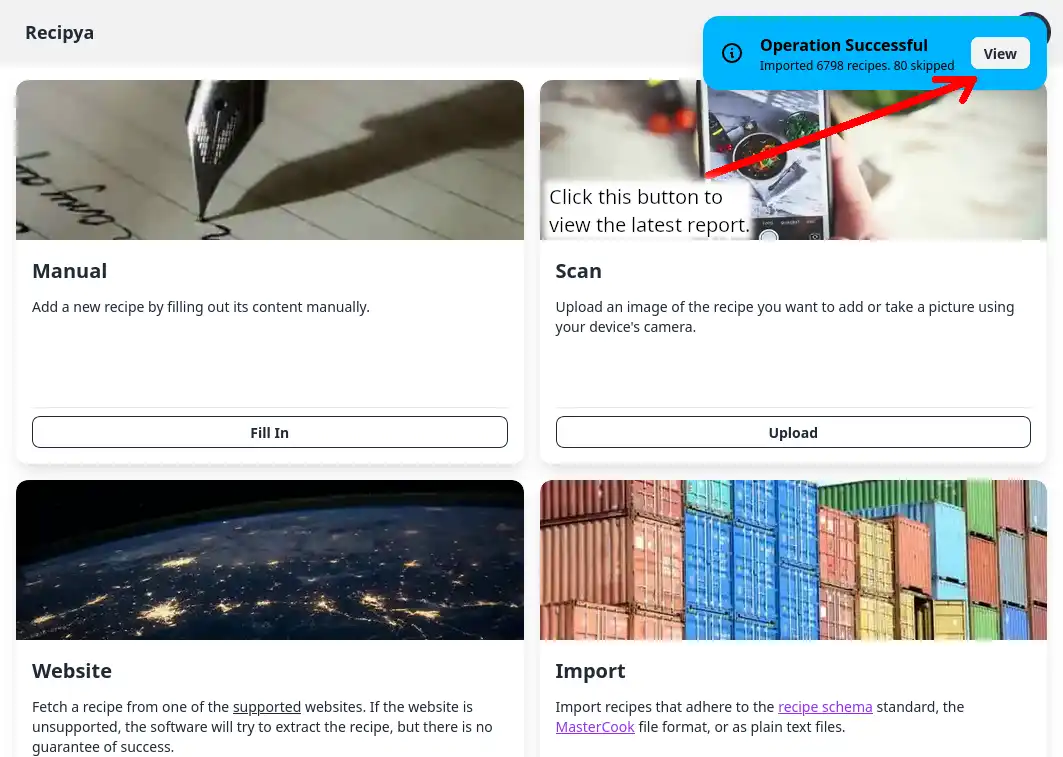 Recipya
Operation Successful
Imported 6798 recipes. 80 skipped
View
Click this button to
view the latest report.
Manual
Add a new recipe by filling out its content manually.
Fill In
Scan
Upload an image of the recipe you want to add or take a picture using
your device's camera.
Upload
Website
Fetch a recipe from one of the supported websites. If the website is
unsupported, the software will try to extract the recipe, but there is no
guarantee of success.
Import
Import recipes that adhere to the recipe schema standard, the
MasterCook file format, or as plain text files.